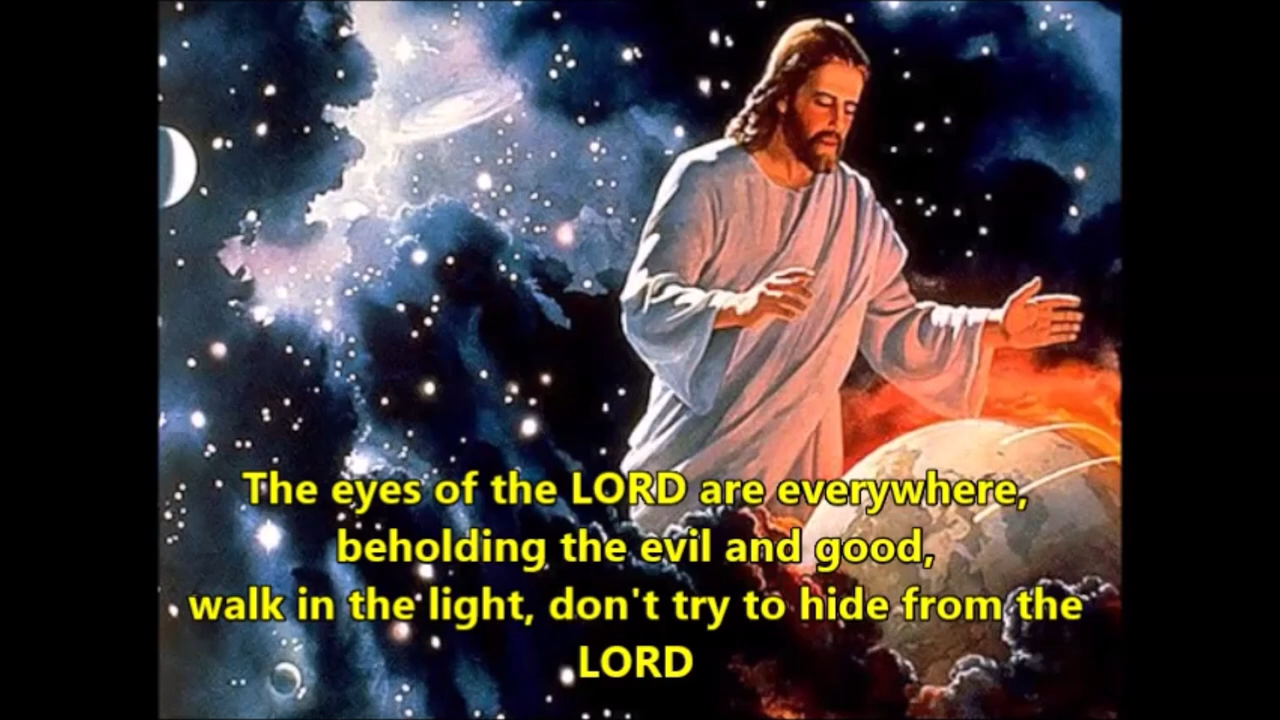 The eyes of the LORD are everywhere,
beholding the evil and good,
walk in the light, don't try to hide from the
LORD